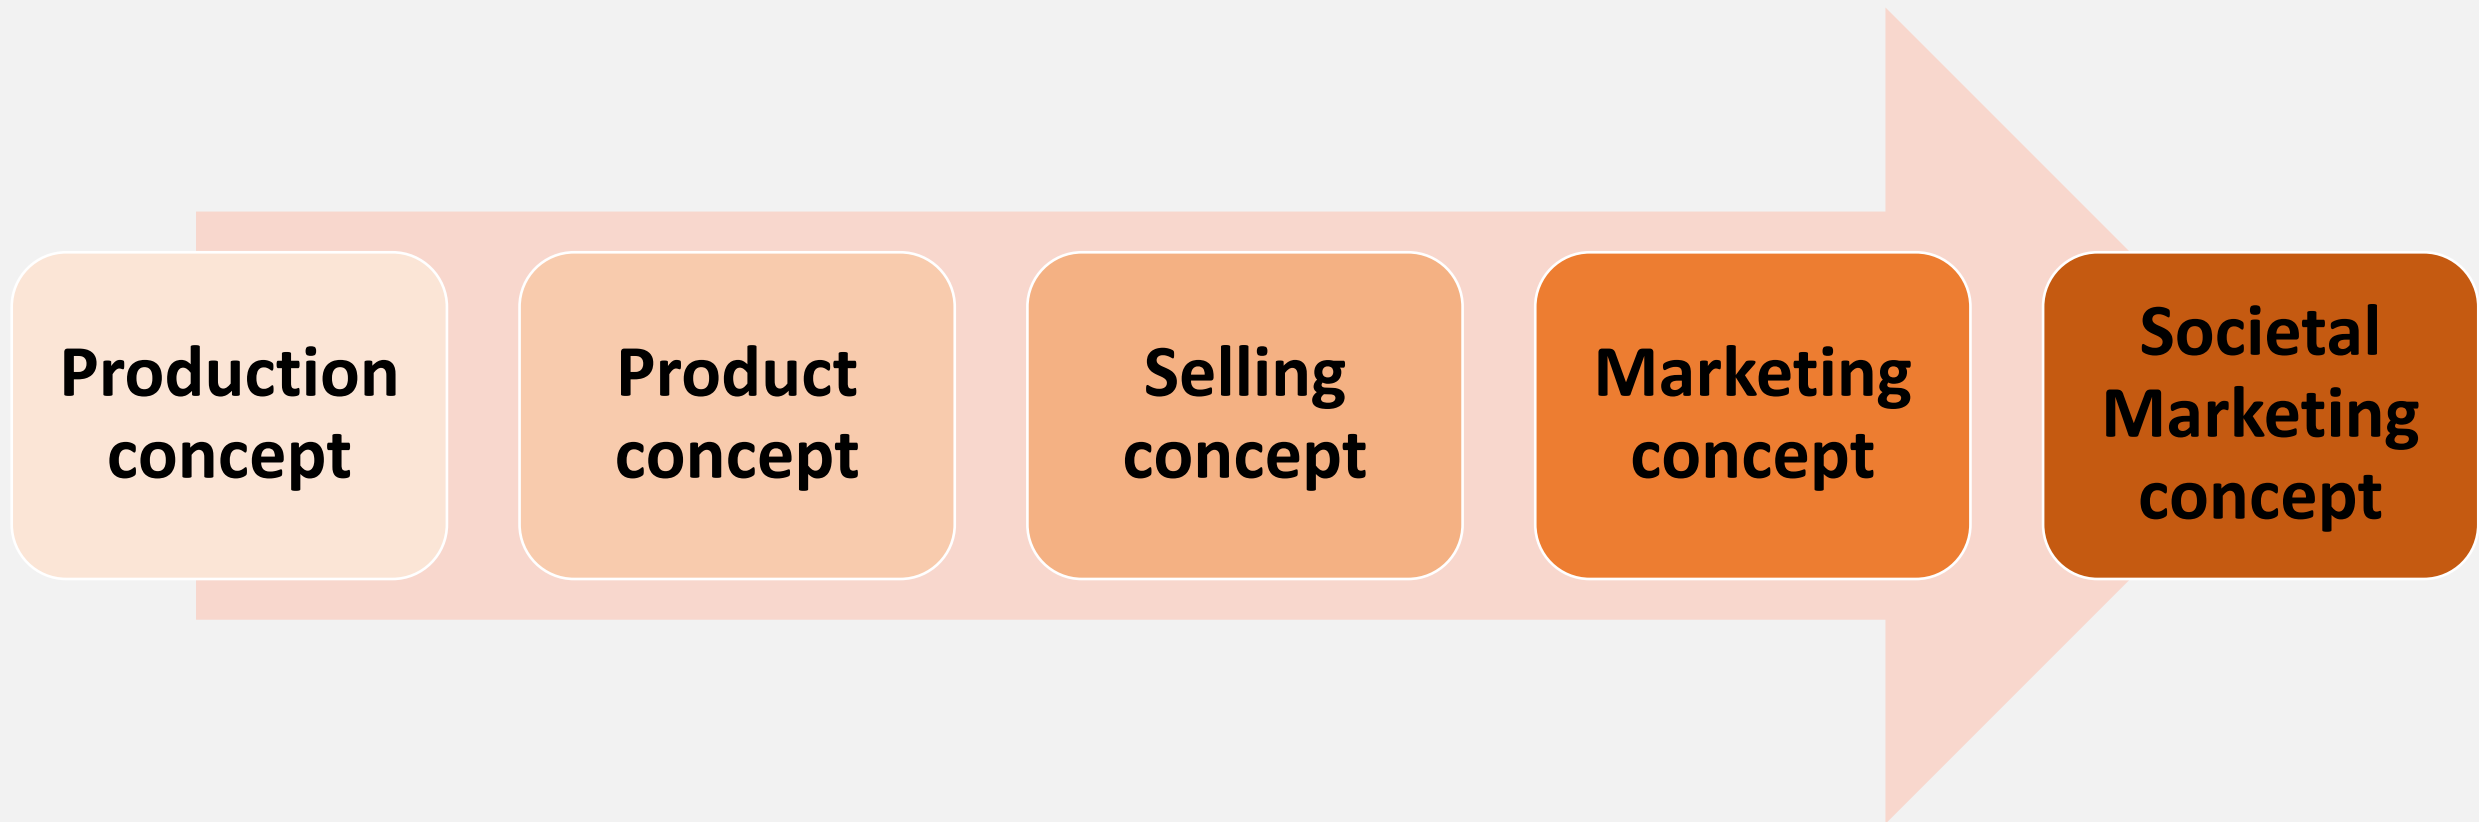 Production
concept
Product
concept
Selling
concept
Marketing
concept
Societal
Marketing
concept